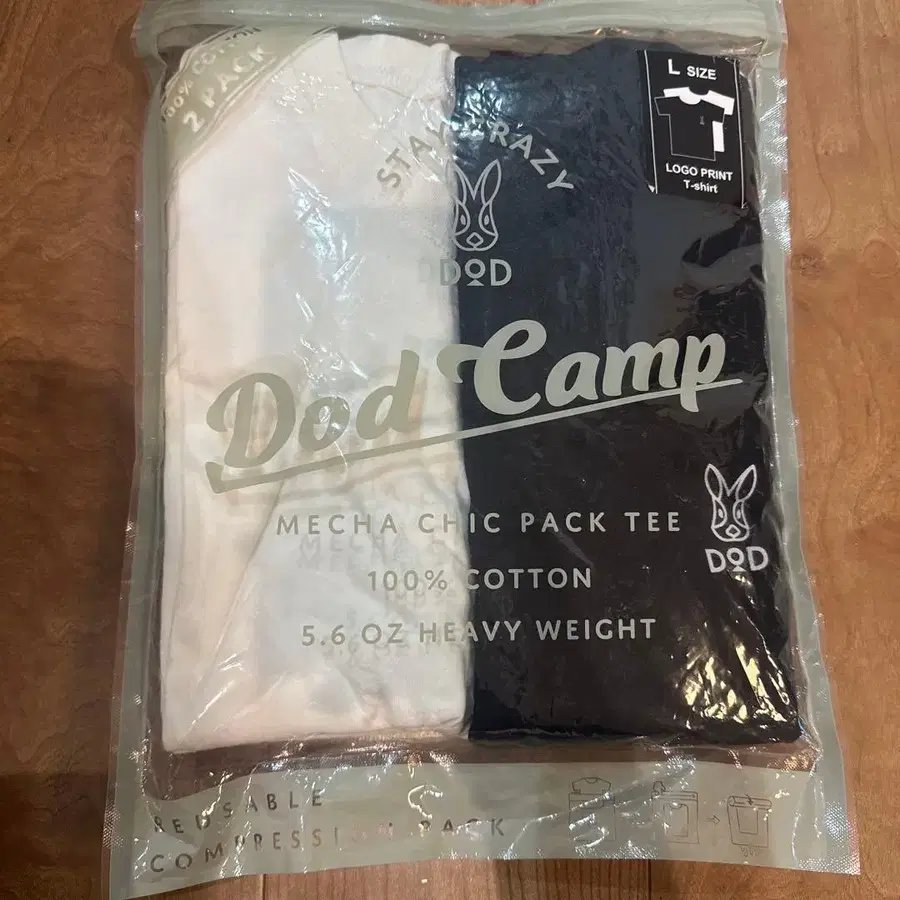 100% COTTON
2 PACK
L SIZE
LOGO PRINT
T-shirt
STAY CRAZY
DOD
Dod Camp
MECHA CHIC PACK TEE
100% COTTON
5.6 OZ HEAVY WEIGHT
DOD
REUSABLE
COMPRESSION PACK